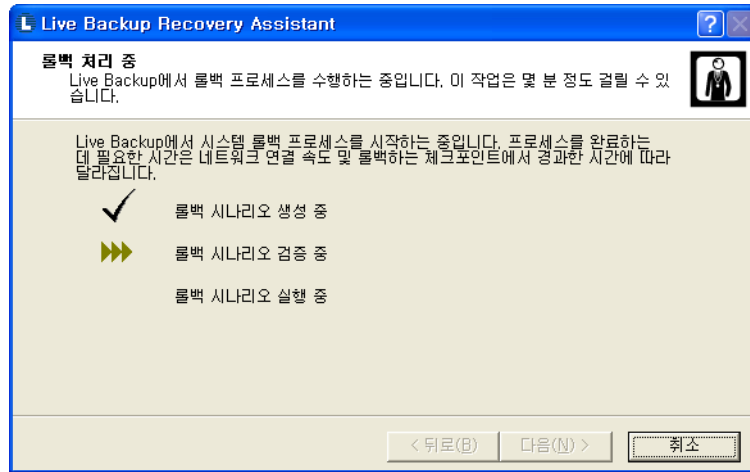 Live Backup Recovery Assistant
롤백 처리 중
Live Backup에서 롤백 프로세스를 수행하는 중입니다. 이 작업은 몇 분 정도 걸릴 수 있
습니다.
Live Backup에서 시스템 롤백 프로세스를 시작하는 중입니다. 프로세스를 완료하는
데 필요한 시간은 네트워크 연결 속도 및 롤백하는 체크포인트에서 경과한 시간에 따라
달라집니다.
롤백 시나리오 생성 중
롤백 시나리오 검증 중
롤백 시나리오 실행 중
< 뒤로(B) 다음(N) > 취소